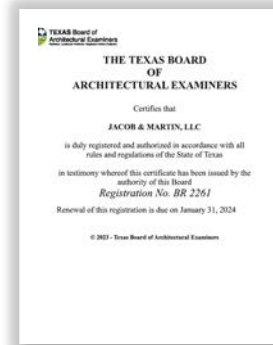 TEXAS Board of
Architectural Examiners
THE TEXAS BOARD
OF
ARCHITECTURAL EXAMINERS
Certifies that
JACOB & MARTIN, LLC
is duly registered and authorized in accordance with all
rules and regulations of the State of Texas
in testimony whereof this certificate has been issued by the
authority of this Board
Registration No. BR 2261
Renewal of this registration is due on January 31, 2024
© 2023 - Texas Board of Architectural Examiners